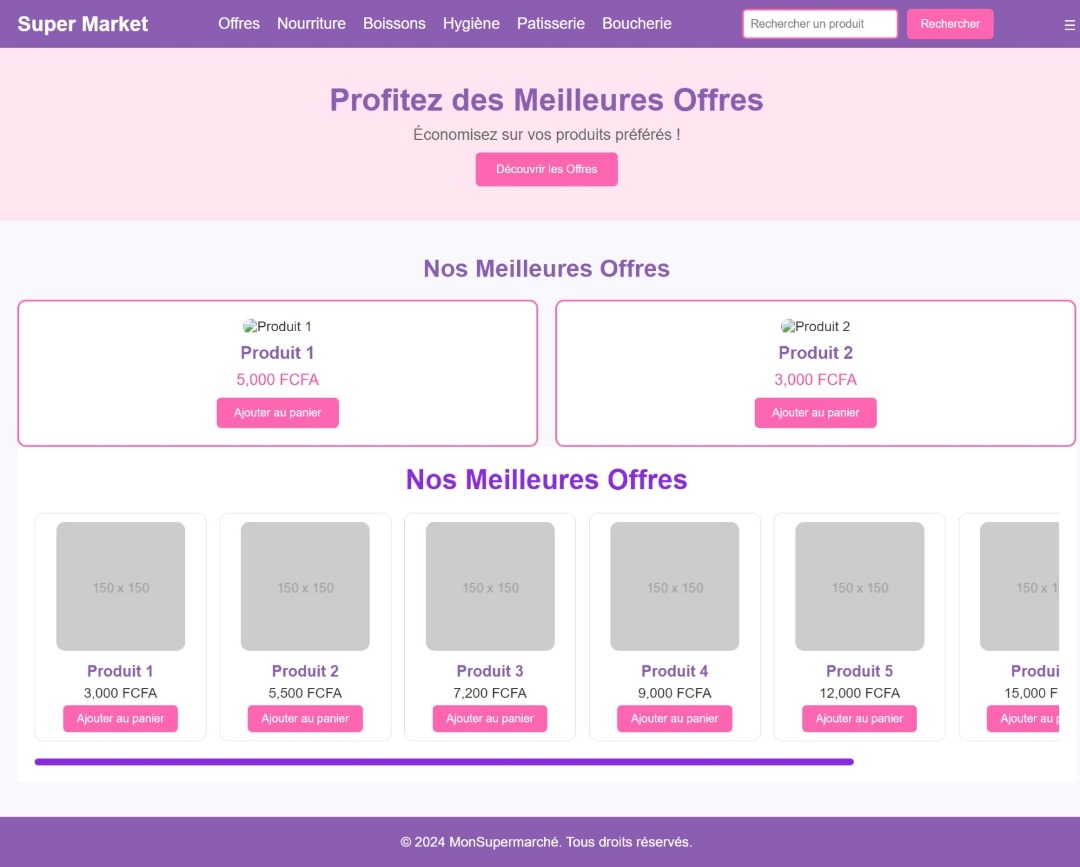 Super Market Offres Nourriture Boissons Hygiène Patisserie Boucherie Rechercher un produit Rechercher ☰
Profitez des Meilleures Offres
Économisez sur vos produits préférés !
Découvrir les Offres
Nos Meilleures Offres
Produit 1 Produit 2
Produit 1 Produit 2
5,000 FCFA 3,000 FCFA
Ajouter au panier Ajouter au panier
Nos Meilleures Offres
150 x 150 150 x 150 150 x 150 150 x 150 150 x 150 150 x 1
Produit 1 Produit 2 Produit 3 Produit 4 Produit 5 Produi
3,000 FCFA 5,500 FCFA 7,200 FCFA 9,000 FCFA 12,000 FCFA 15,000 F
Ajouter au panier Ajouter au panier Ajouter au panier Ajouter au panier Ajouter au panier Ajouter au p
© 2024 MonSupermarché. Tous droits réservés.